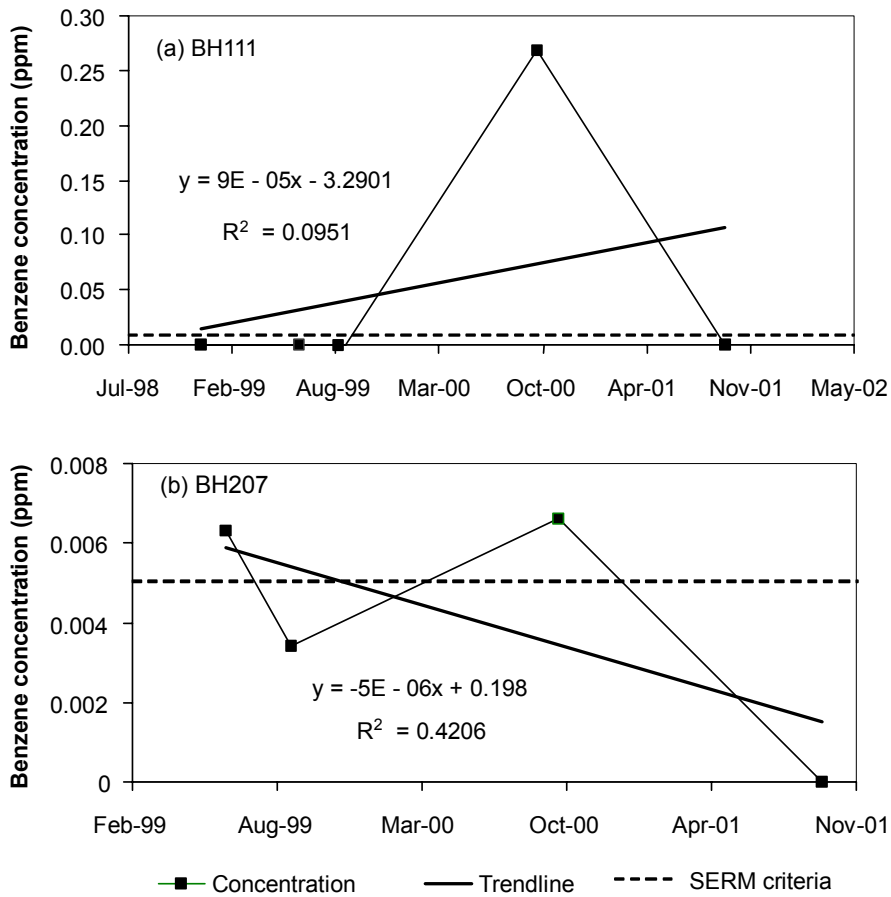 (a) BH111
Benzene concentration (ppm)
0.30
0.25
0.20
0.15
0.10
0.05
0.00
y = 9E - 05x - 3.2901
R² = 0.0951
Jul-98 Feb-99 Aug-99 Mar-00 Oct-00 Apr-01 Nov-01 May-02
(b) BH207
Benzene concentration (ppm)
0.008
0.006
0.004
0.002
0
y = -5E - 06x + 0.198
R² = 0.4206
Feb-99 Aug-99 Mar-00 Oct-00 Apr-01 Nov-01
Concentration Trendline SERM criteria